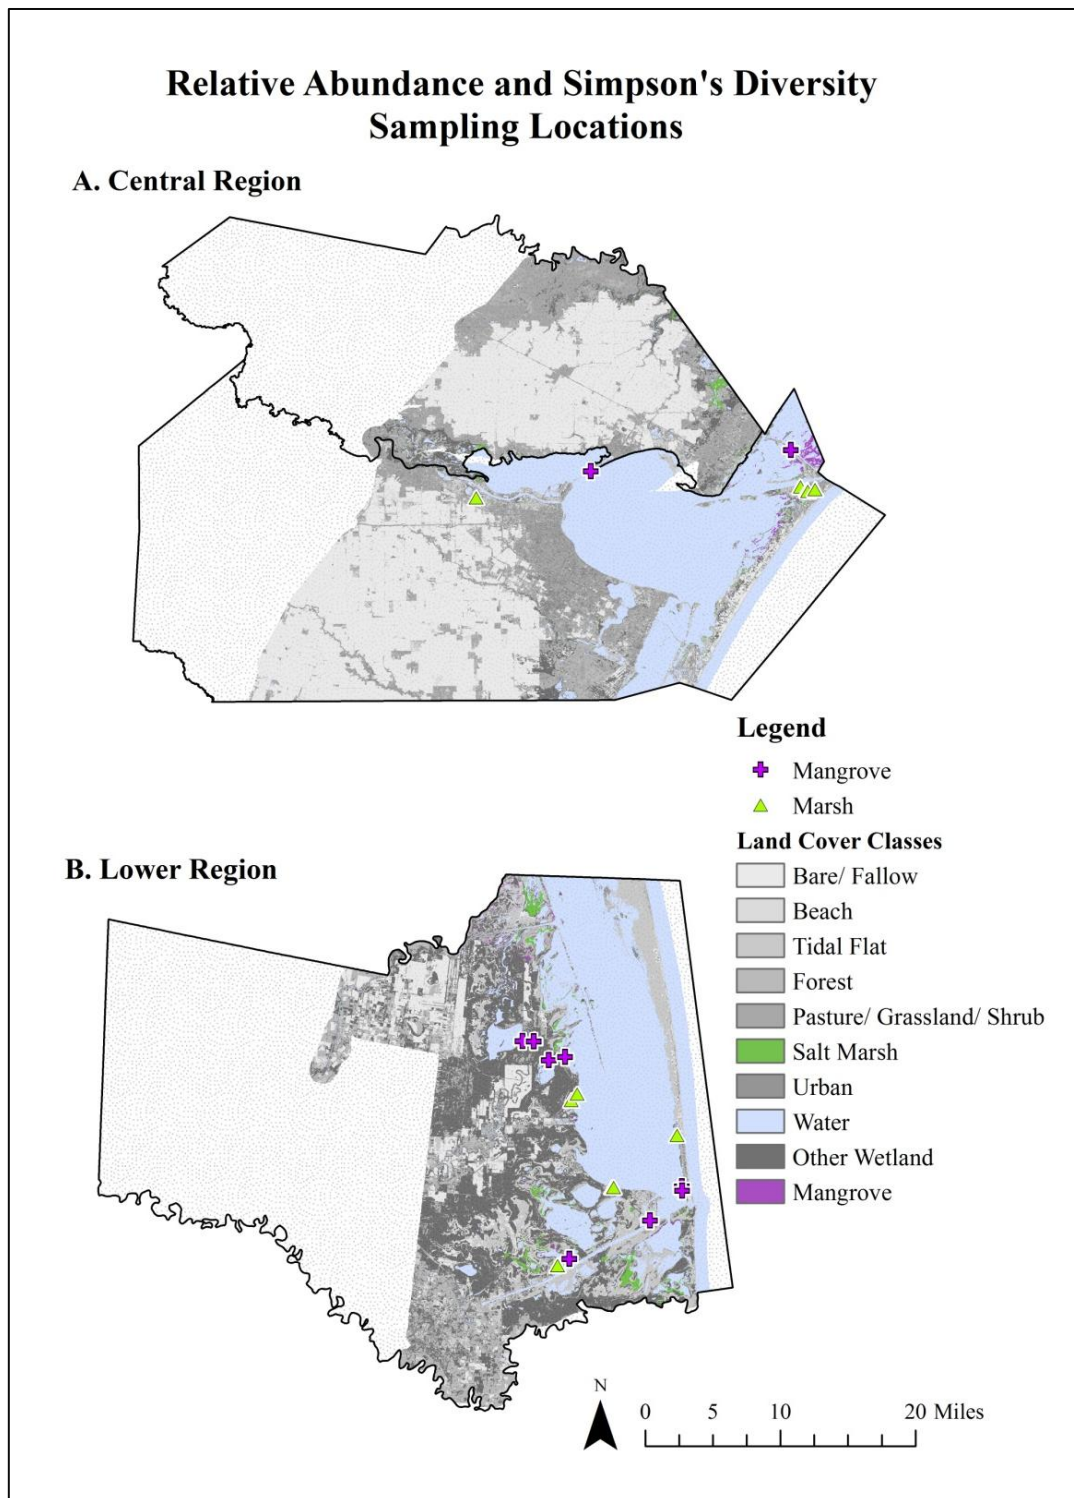 Relative Abundance and Simpson's Diversity
Sampling Locations
A. Central Region
Legend
Mangrove
Marsh
Land Cover Classes
B. Lower Region
Bare/ Fallow
Beach
Tidal Flat
Forest
Pasture/ Grassland/ Shrub
Salt Marsh
Urban
Water
Other Wetland
Mangrove
N
0 5 10 20 Miles